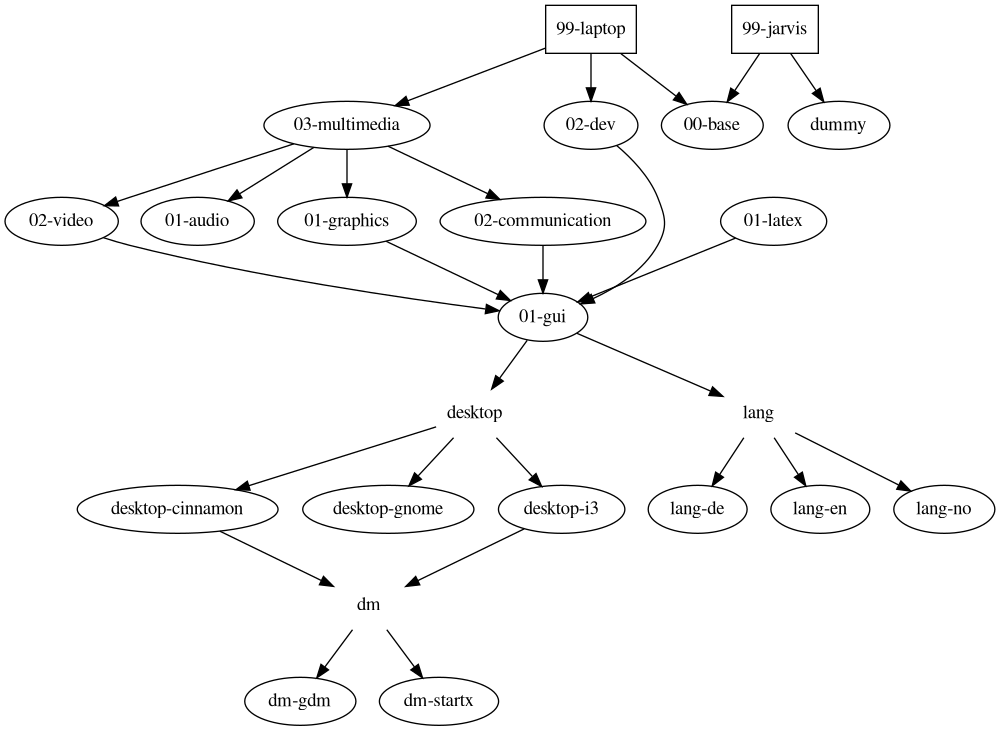 99-laptop
99-jarvis
03-multimedia
02-dev
00-base
dummy
02-video
01-audio
01-graphics
02-communication
01-latex
01-gui
desktop
lang
desktop-cinnamon
desktop-gnome
desktop-i3
lang-de
lang-en
lang-no
dm
dm-gdm
dm-startx